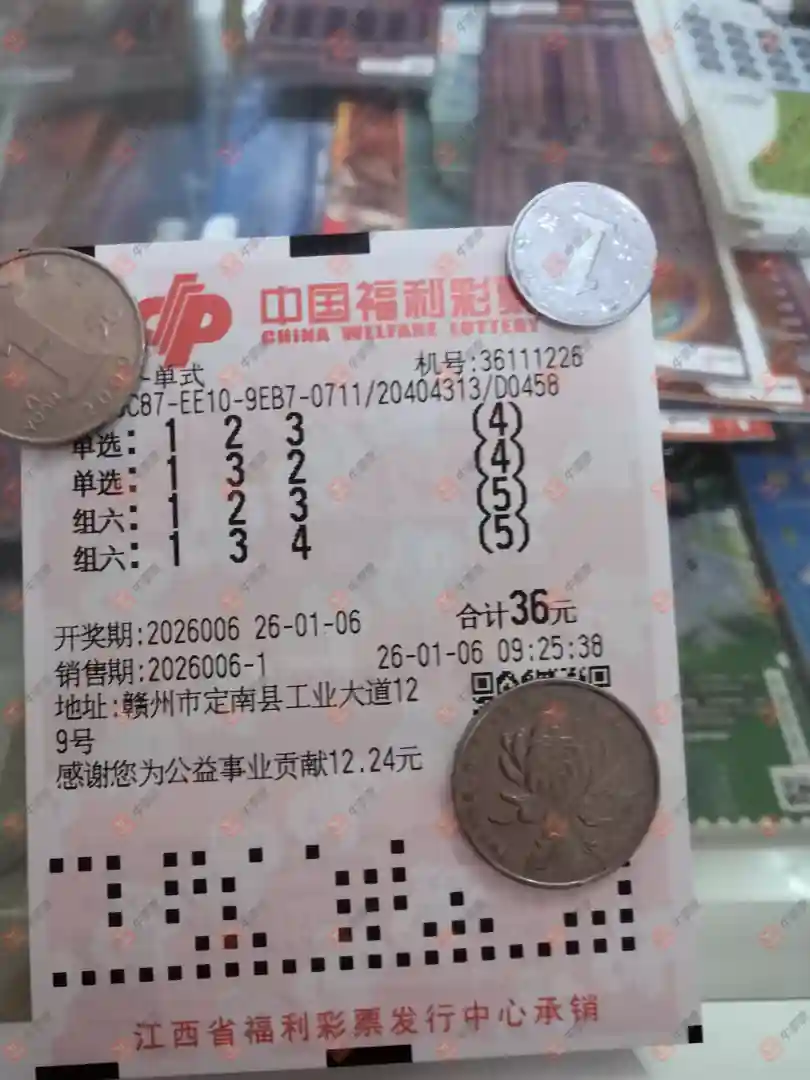 中国福利彩票
CHINA WELFARE LOTTERY
单式 机号:36111226
C87-EE10-9EB7-0711/20404313/D0458
单选: 1 2 3 (4)
单选: 1 3 2 (4)
组六: 1 2 3 (5)
组六: 1 3 4 (5)
开奖期:2026006 26-01-06 合计36元
销售期:2026006-1 26-01-06 09:25:38
地址:赣州市定南县工业大道12
9号
感谢您为公益事业贡献12.24元
江西省福利彩票发行中心承销
1
1